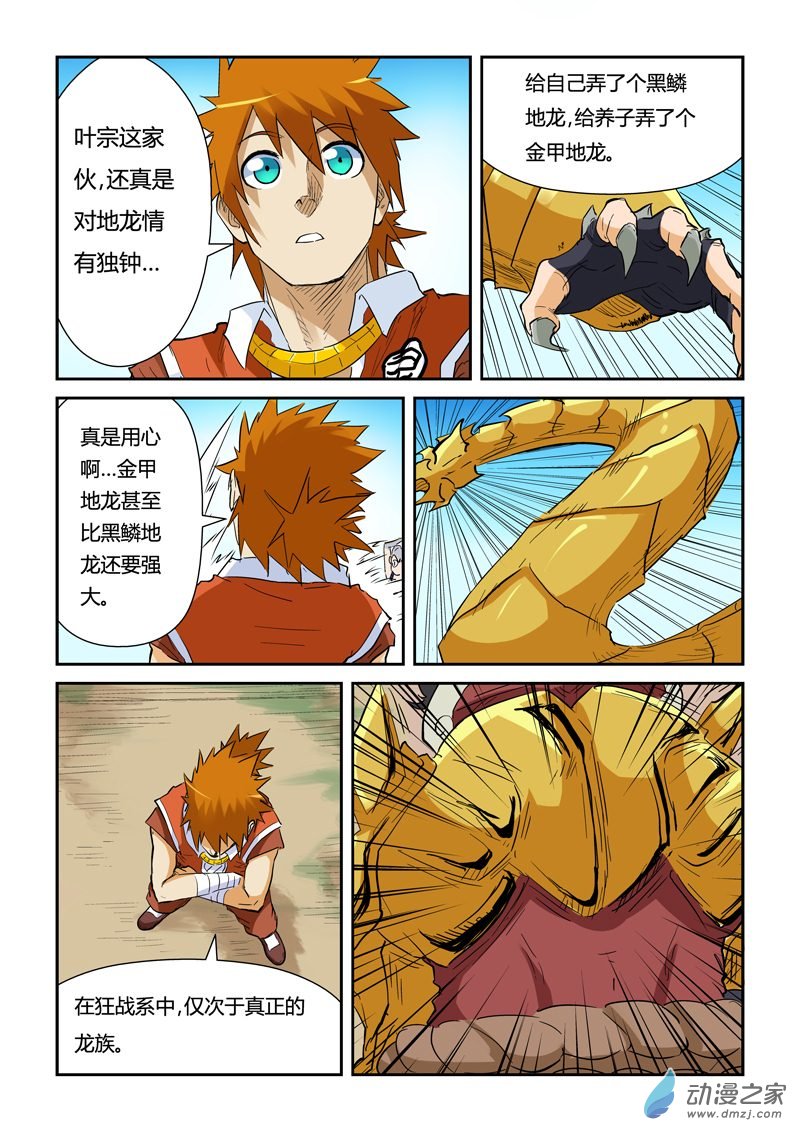 叶宗这家
伙,还真是
对地龙情
有独钟...
给自己弄了个黑鳞
地龙,给养子弄了个
金甲地龙。
真是用心
啊...金甲
地龙甚至
比黑鳞地
龙还要强
大。
在狂战系中,仅次于真正的
龙族。
动漫之家
www.dmzj.com